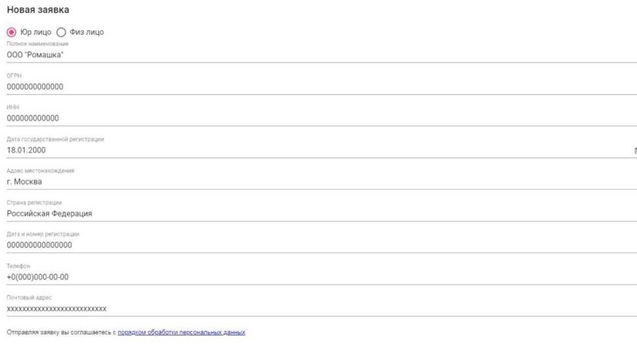 Новая заявка
Юр лицо Физ лицо
Полное наименование
ООО "Ромашка"
ОГРН
0000000000000
ИНН
000000000000
Дата государственной регистрации
18.01.2000
Адрес местонахождения
г. Москва
Страна регистрации
Российская Федерация
Дата и номер регистрации
000000000000000
Телефон
+0(000)000-00-00
Почтовый адрес
xxxxxxxxxxxxxxxxxxxxxxxxxx
Отправляя заявку вы соглашаетесь с порядком обработки персональных данных